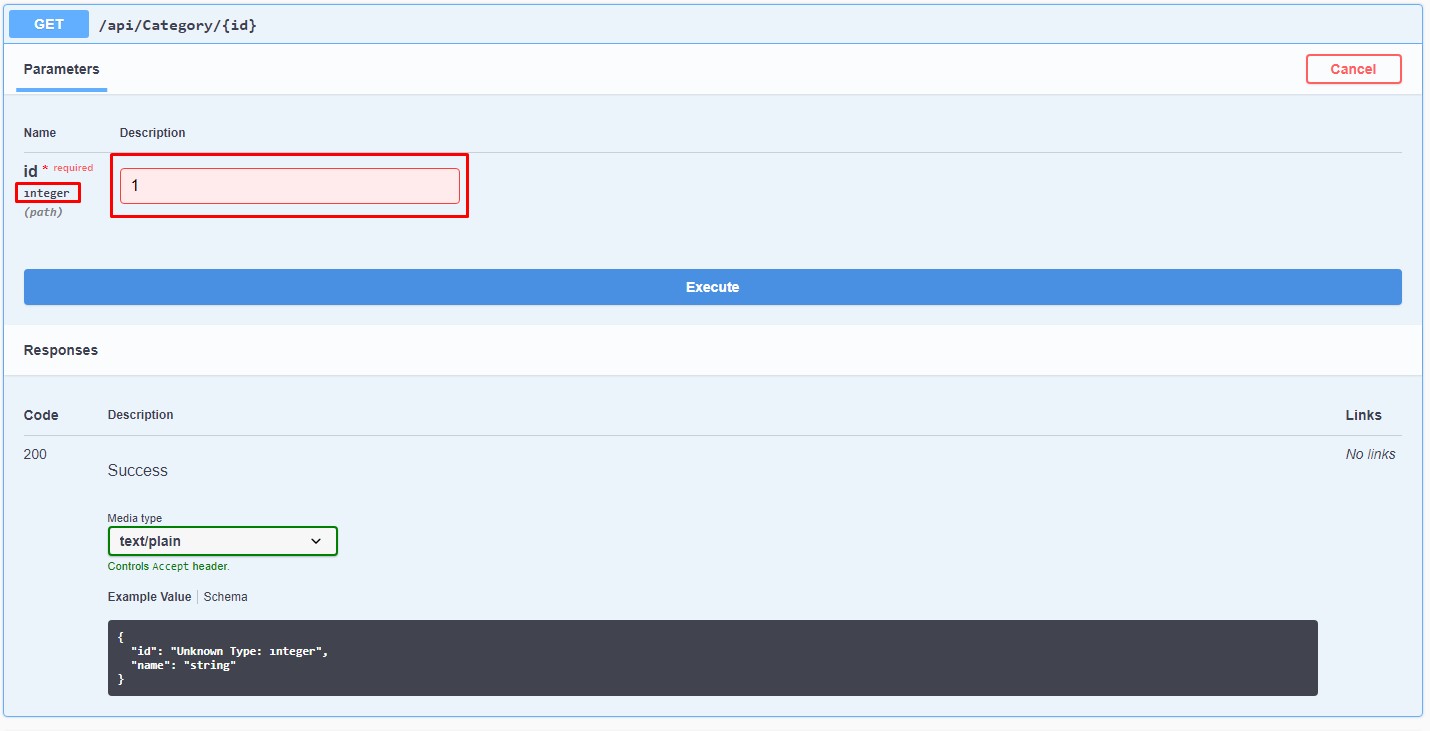 GET /api/Category/{id}
Parameters
Cancel
Name Description
id * required
ınteger
(path)
1
Execute
Responses
Code Description Links
200 Success No links
Media type
text/plain
Controls Accept header.
Example Value Schema
{
"id": "Unknown Type: ınteger",
"name": "string"
}